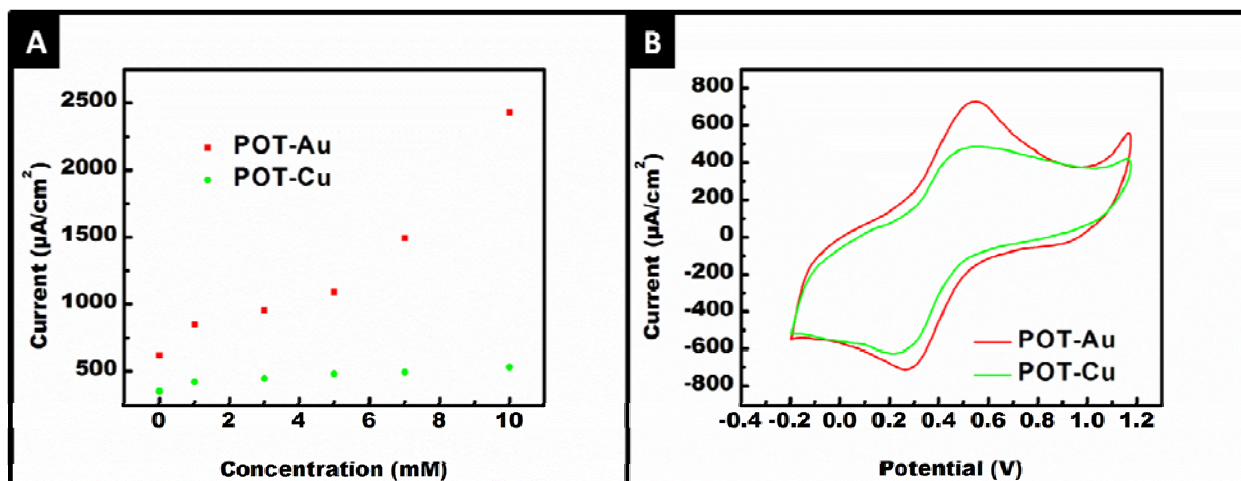 A
2500
2000
1500
1000
500
0 2 4 6 8 10
Current (µA/cm²)
Concentration (mM)
POT-Au
POT-Cu
B
800
600
400
200
0
-200
-400
-600
-800
-0.4 -0.2 0.0 0.2 0.4 0.6 0.8 1.0 1.2
Current (µA/cm²)
Potential (V)
POT-Au
POT-Cu